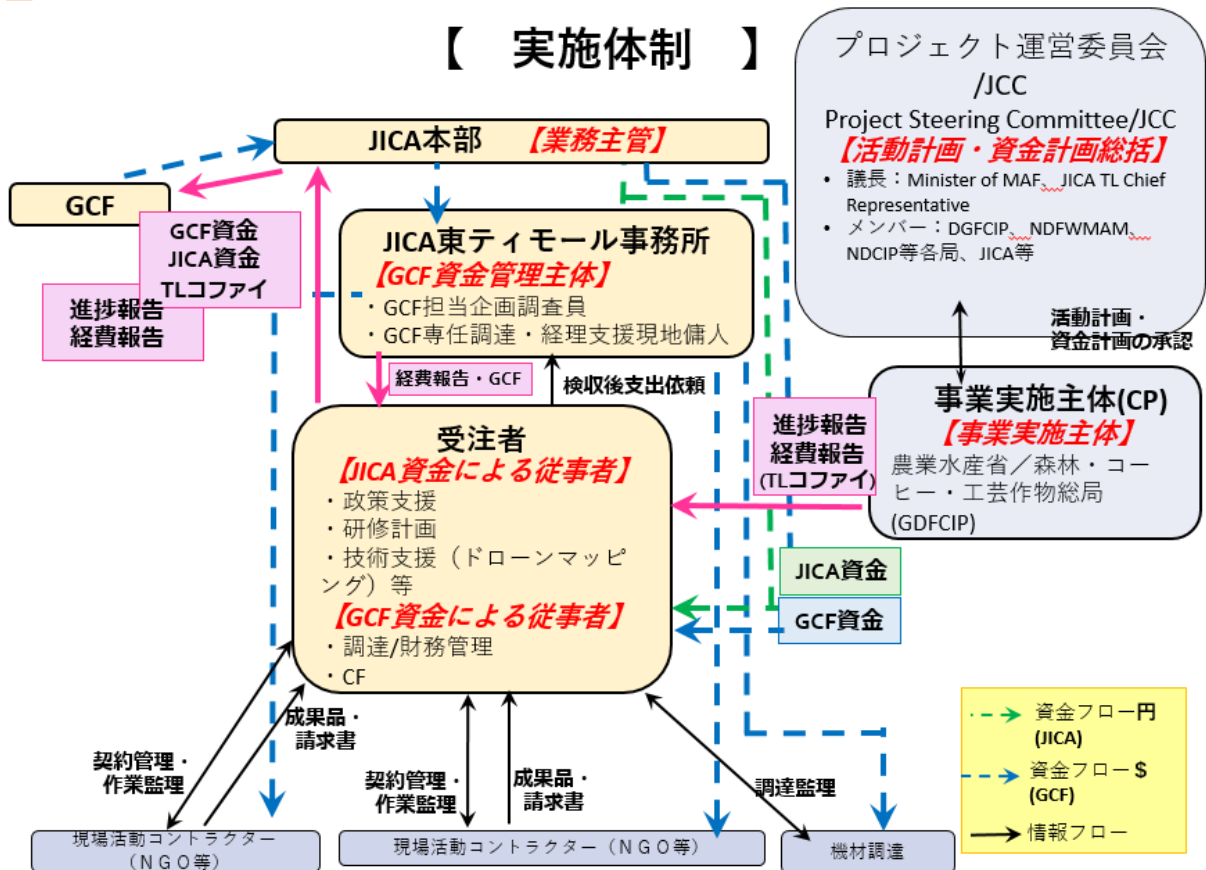 【 実施体制 】
プロジェクト運営委員会
/JCC
Project Steering Committee/JCC
【活動計画・資金計画総括】
• 議長：Minister of MAF、JICA TL Chief
Representative
• メンバー：DGFCIP、NDFWMAM、
NDCIP等各局、JICA等
JICA本部 【業務主管】
GCF
GCF資金
JICA資金
TLコファイ
進捗報告
経費報告
JICA東ティモール事務所
【GCF資金管理主体】
・GCF担当企画調査員
・GCF専任調達・経理支援現地傭人
活動計画・
資金計画の承認
経費報告・GCF
検収後支出依頼
事業実施主体(CP)
【事業実施主体】
農業水産省／森林・コー
ヒー・工芸作物総局
(GDFCIP)
進捗報告
経費報告
(TLコファイ)
受注者
【JICA資金による従事者】
・政策支援
・研修計画
・技術支援（ドローンマッピ
ング）等
【GCF資金による従事者】
・調達/財務管理
・CF
JICA資金
GCF資金
成果品・
請求書
契約管理・
作業監理
契約管理・
作業監理
成果品・
請求書
調達監理
資金フロー円
(JICA)
資金フロー＄
(GCF)
情報フロー
現場活動コントラクター
（ＮＧＯ等）
現場活動コントラクター（ＮＧＯ等）
機材調達